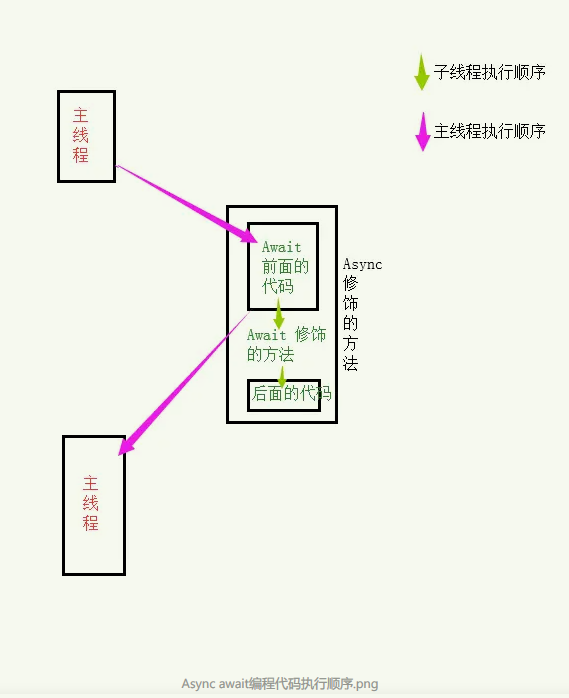 子线程执行顺序
主线程执行顺序
主
线
程
Await
前面的
代码
Async
修
饰
的
方
法
Await 修饰
的方法
后面的代码
主
线
程
Async await编程代码执行顺序.png